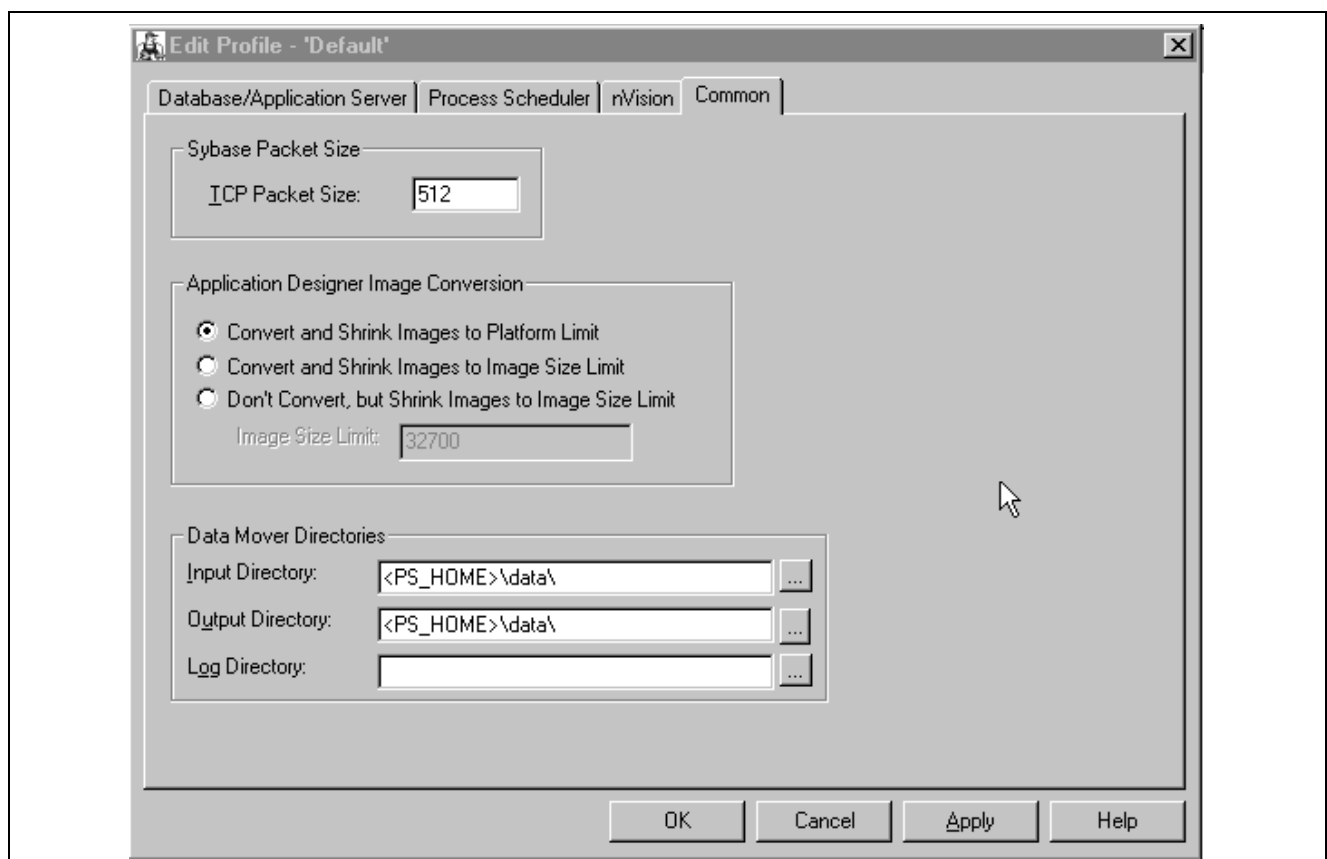 Edit Profile - 'Default'
Database/Application Server
Process Scheduler
nVision
Common
Sybase Packet Size
TCP Packet Size:
512
Application Designer Image Conversion
Convert and Shrink Images to Platform Limit
Convert and Shrink Images to Image Size Limit
Don't Convert, but Shrink Images to Image Size Limit
Image Size Limit:
32700
Data Mover Directories
Input Directory:
<PS_HOME>\data\
...
Output Directory:
<PS_HOME>\data\
...
Log Directory:
...
OK
Cancel
Apply
Help